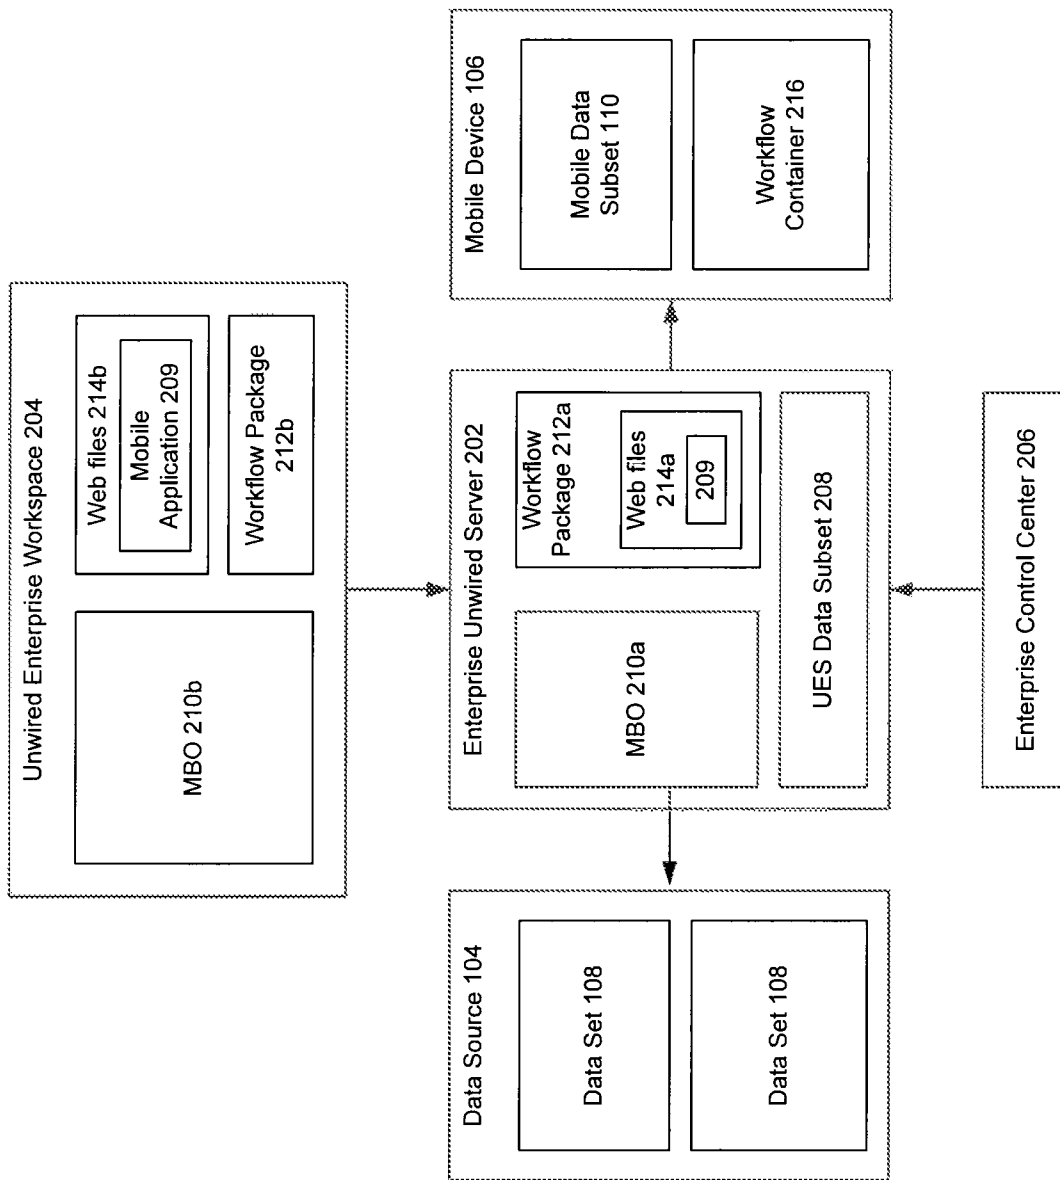 Unwired Enterprise Workspace 204
MBO 210b
Web files 214b
Mobile
Application 209
Workflow Package
212b
Data Source 104
Data Set 108
Data Set 108
Enterprise Unwired Server 202
MBO 210a
Workflow
Package 212a
Web files
214a
209
UES Data Subset 208
Mobile Device 106
Mobile Data
Subset 110
Workflow
Container 216
Enterprise Control Center 206